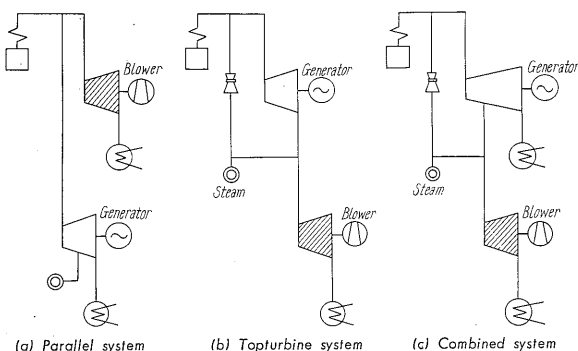 Blower
Generator
(a) Parallel system
Generator
Steam
Blower
(b) Topturbine system
Generator
Steam
Blower
(c) Combined system